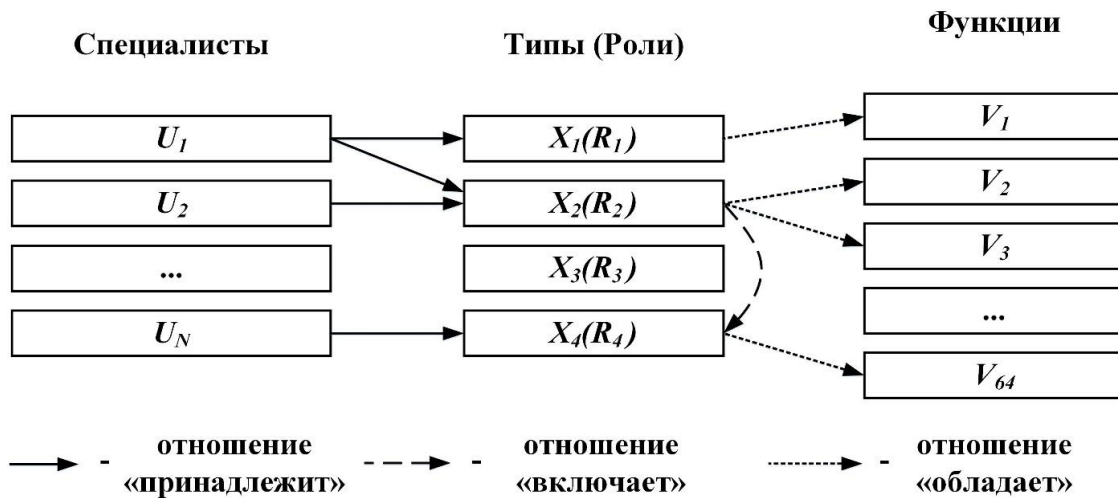 Специалисты
Типы (Роли)
Функции
U₁
X₁(R₁)
V₁
U₂
X₂(R₂)
V₂
...
X₃(R₃)
V₃
U_N
X₄(R₄)
...
V₆₄
- отношение «принадлежит»
- отношение «включает»
- отношение «обладает»